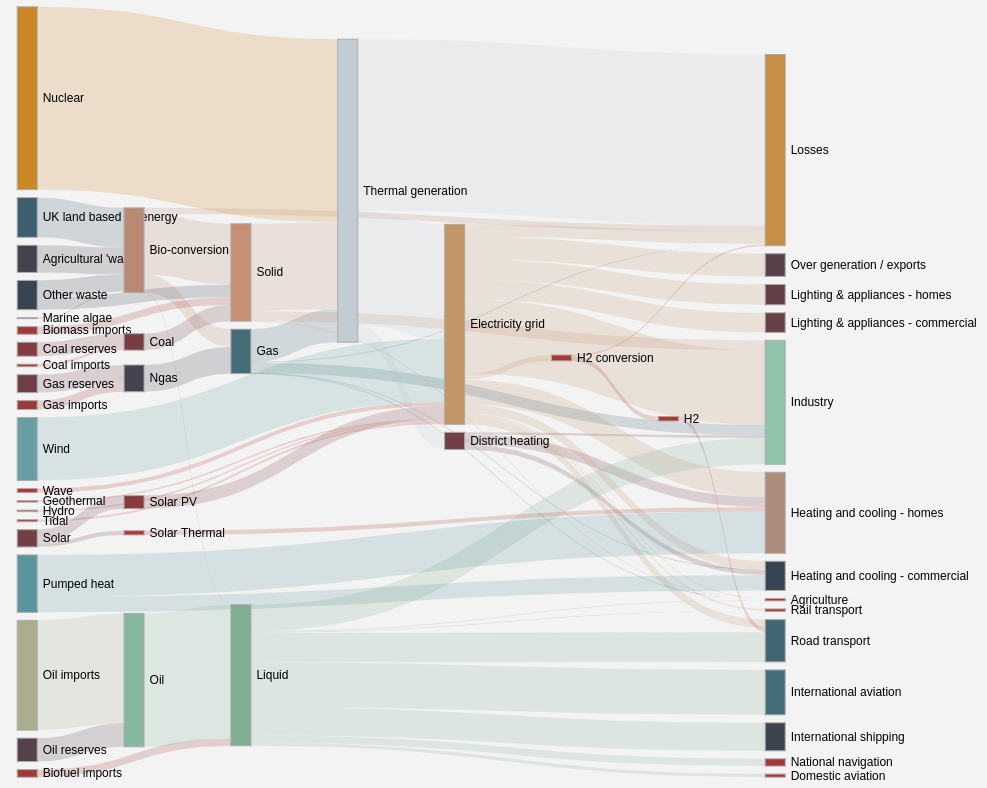 Nuclear
UK land based energy
Agricultural 'wa
Other waste
Marine algae
Biomass imports
Coal reserves
Coal imports
Gas reserves
Gas imports
Wind
Wave
Geothermal
Hydro
Tidal
Solar
Pumped heat
Oil imports
Oil reserves
Biofuel imports
Bio-conversion
Coal
Ngas
Solar PV
Solar Thermal
Oil
Solid
Gas
Liquid
Thermal generation
Electricity grid
District heating
H2 conversion
H2
Losses
Over generation / exports
Lighting & appliances - homes
Lighting & appliances - commercial
Industry
Heating and cooling - homes
Heating and cooling - commercial
Agriculture
Rail transport
Road transport
International aviation
International shipping
National navigation
Domestic aviation